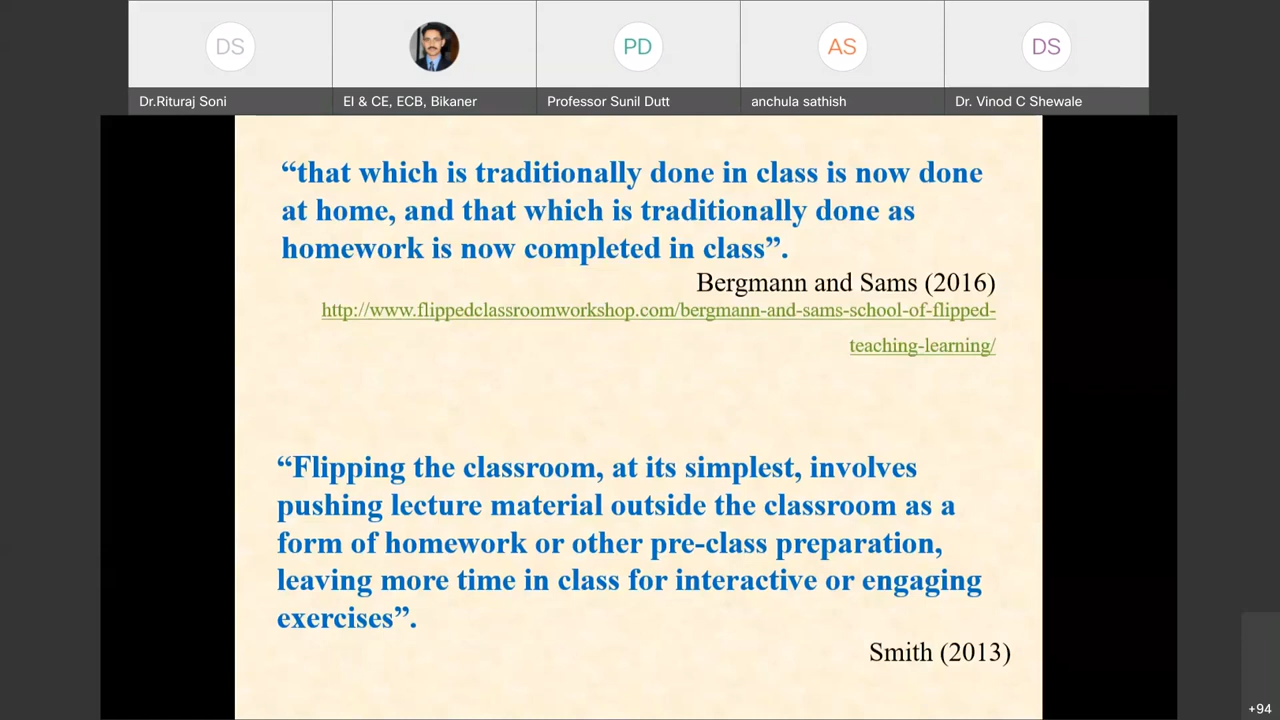 DS
PD
AS
DS
Dr.Rituraj Soni
EI & CE, ECB, Bikaner
Professor Sunil Dutt
anchula sathish
Dr. Vinod C Shewale
“that which is traditionally done in class is now done
at home, and that which is traditionally done as
homework is now completed in class”.
Bergmann and Sams (2016)
http://www.flippedclassroomworkshop.com/bergmann-and-sams-school-of-flipped-
teaching-learning/
“Flipping the classroom, at its simplest, involves
pushing lecture material outside the classroom as a
form of homework or other pre-class preparation,
leaving more time in class for interactive or engaging
exercises”.
Smith (2013)
+94